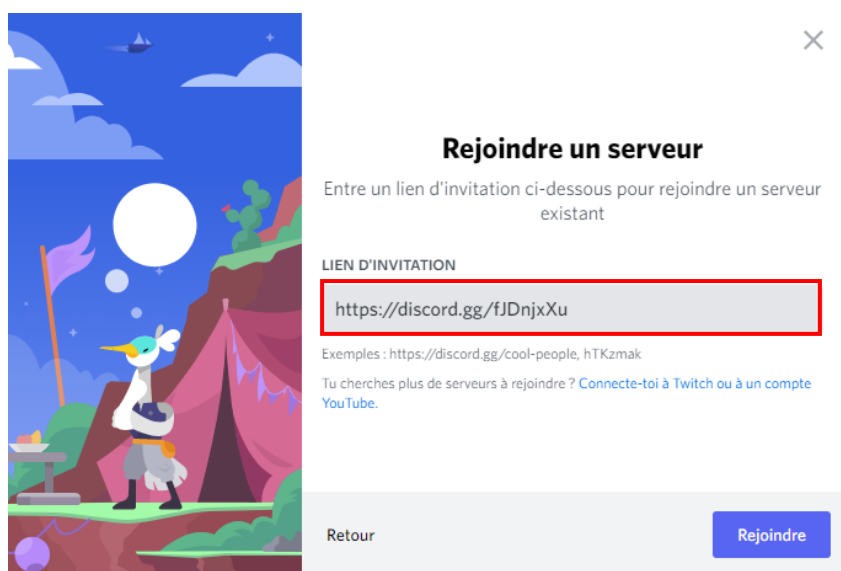 Rejoindre un serveur
Entre un lien d'invitation ci-dessous pour rejoindre un serveur
existant
LIEN D'INVITATION
https://discord.gg/fJDnjxXu
Exemples : https://discord.gg/cool-people, hTKzmak
Tu cherches plus de serveurs à rejoindre ? Connecte-toi à Twitch ou à un compte
YouTube.
Retour
Rejoindre